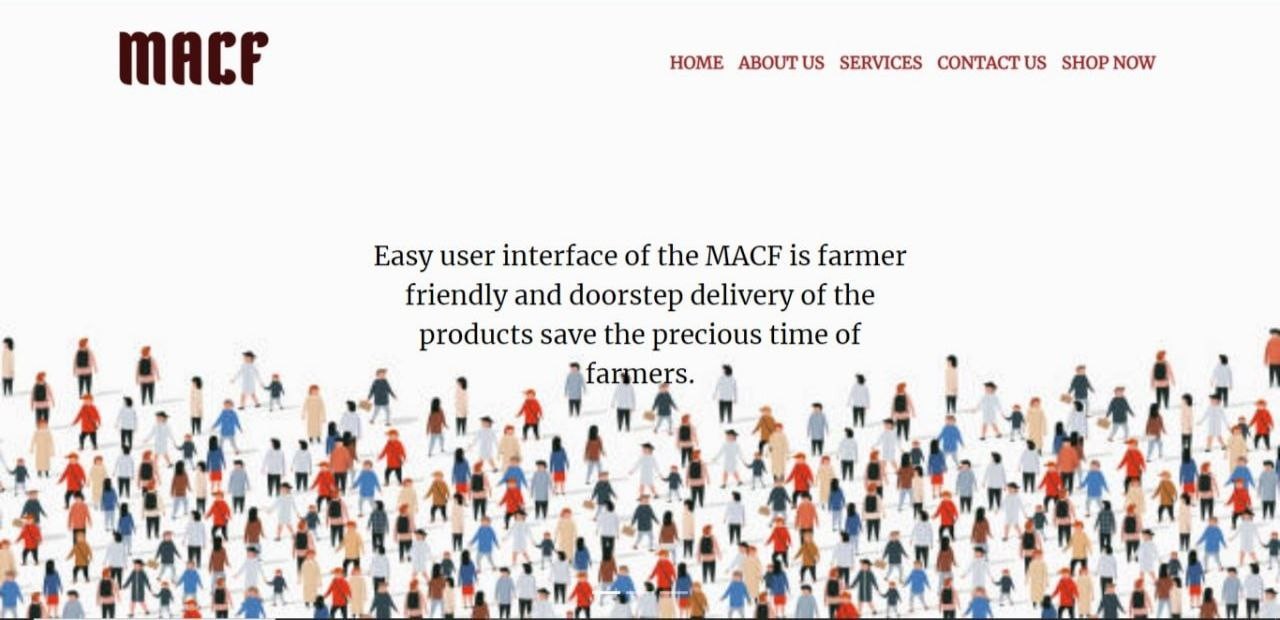 MACF
HOME ABOUT US SERVICES CONTACT US SHOP NOW
Easy user interface of the MACF is farmer
friendly and doorstep delivery of the
products save the precious time of
farmers.